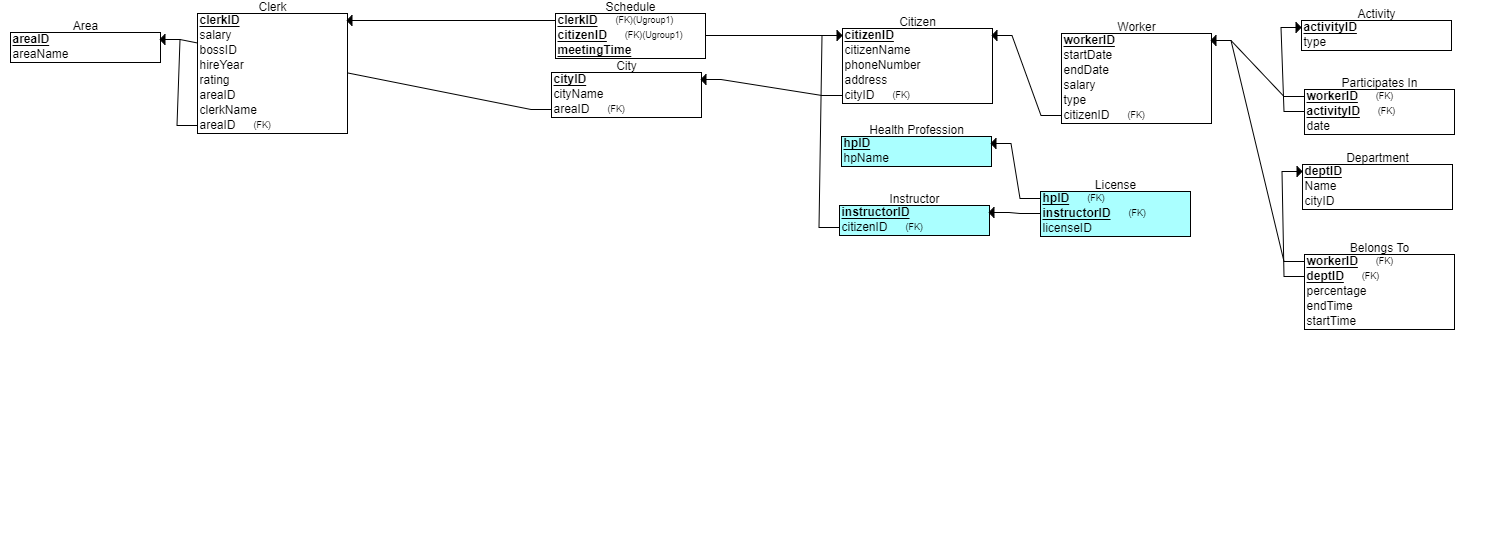 Area
areaID
areaName
Clerk
clerkID
salary
bossID
hireYear
rating
areaID
clerkName
areaID (FK)
Schedule
clerkID (FK)(Ugroup1)
citizenID (FK)(Ugroup1)
meetingTime
City
cityID
cityName
areaID (FK)
Citizen
citizenID
citizenName
phoneNumber
address
cityID (FK)
Health Profession
hpID
hpName
Instructor
instructorID
citizenID (FK)
License
hpID (FK)
instructorID (FK)
licenseID
Worker
workerID
startDate
endDate
salary
type
citizenID (FK)
Activity
activityID
type
Participates In
workerID (FK)
activityID (FK)
date
Department
deptID
Name
cityID
Belongs To
workerID (FK)
deptID (FK)
percentage
endTime
startTime